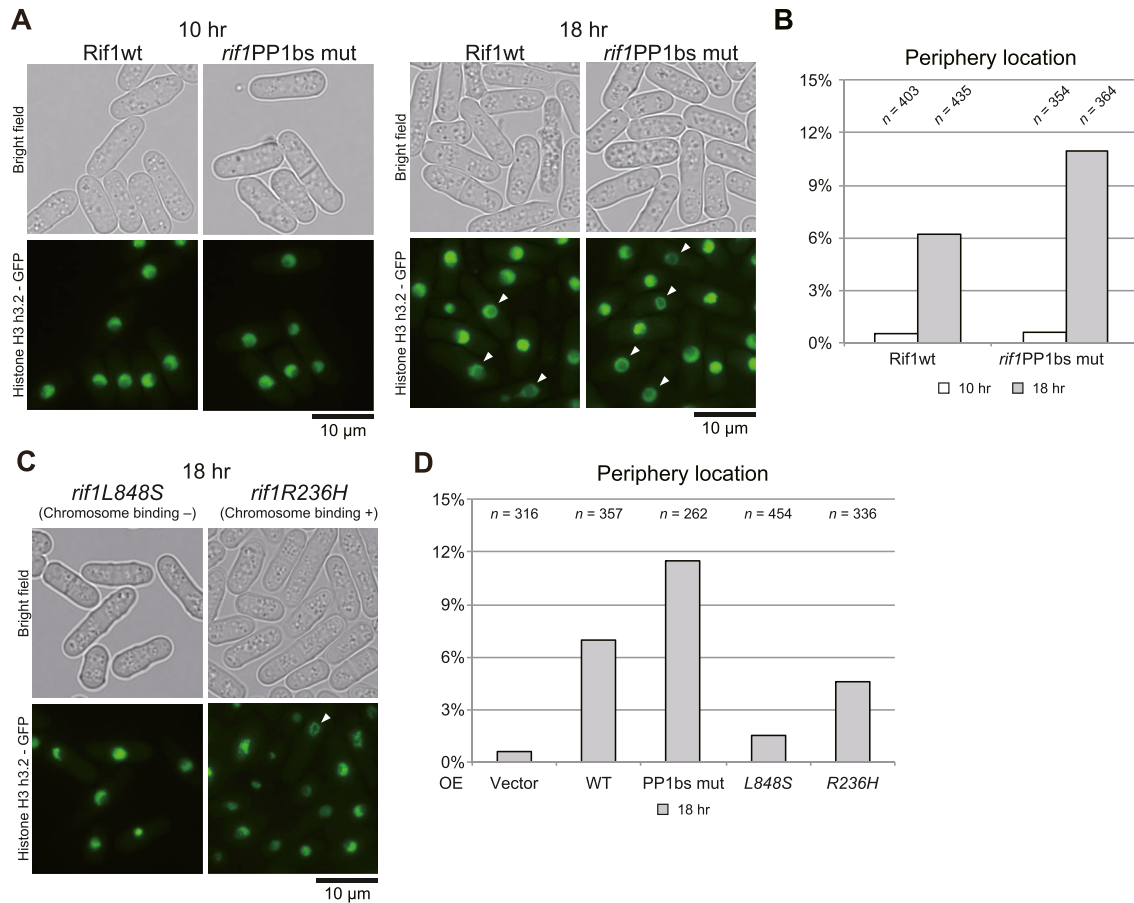 A
10 hr
Rif1wt
rif1PP1bs mut
18 hr
Rif1wt
rif1PP1bs mut
Bright field
Bright field
Histone H3 h3.2 - GFP
Histone H3 h3.2 - GFP
10 µm
10 µm
B
Periphery location
15%
12%
9%
6%
3%
0%
n = 403
n = 435
n = 354
n = 364
Rif1wt
rif1PP1bs mut
10 hr
18 hr
C
18 hr
rif1L848S
(Chromosome binding –)
rif1R236H
(Chromosome binding +)
Bright field
Histone H3 h3.2 - GFP
10 µm
D
Periphery location
15%
12%
9%
6%
3%
0%
n = 316
n = 357
n = 262
n = 454
n = 336
OE
Vector
WT
PP1bs mut
L848S
R236H
18 hr